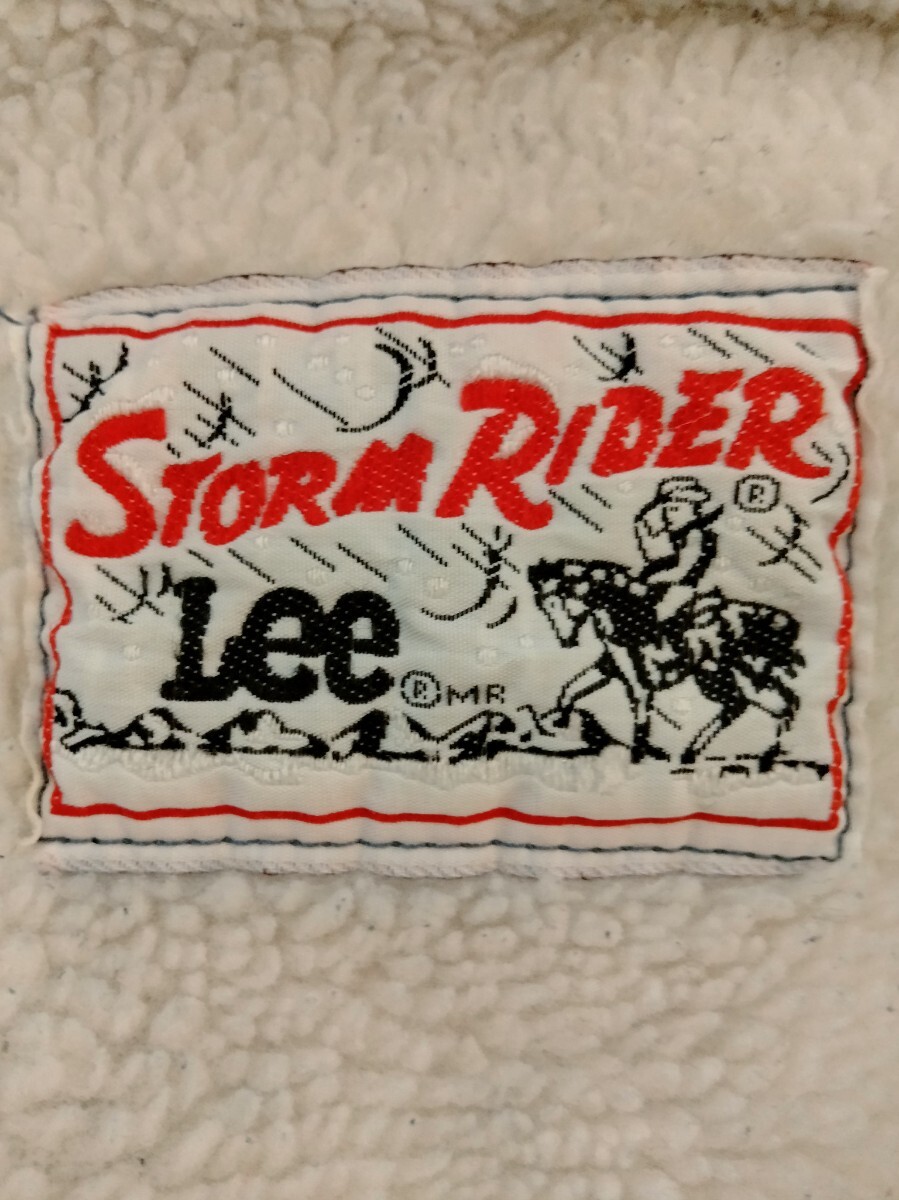 STORM RIDER
®
Lee ® MR